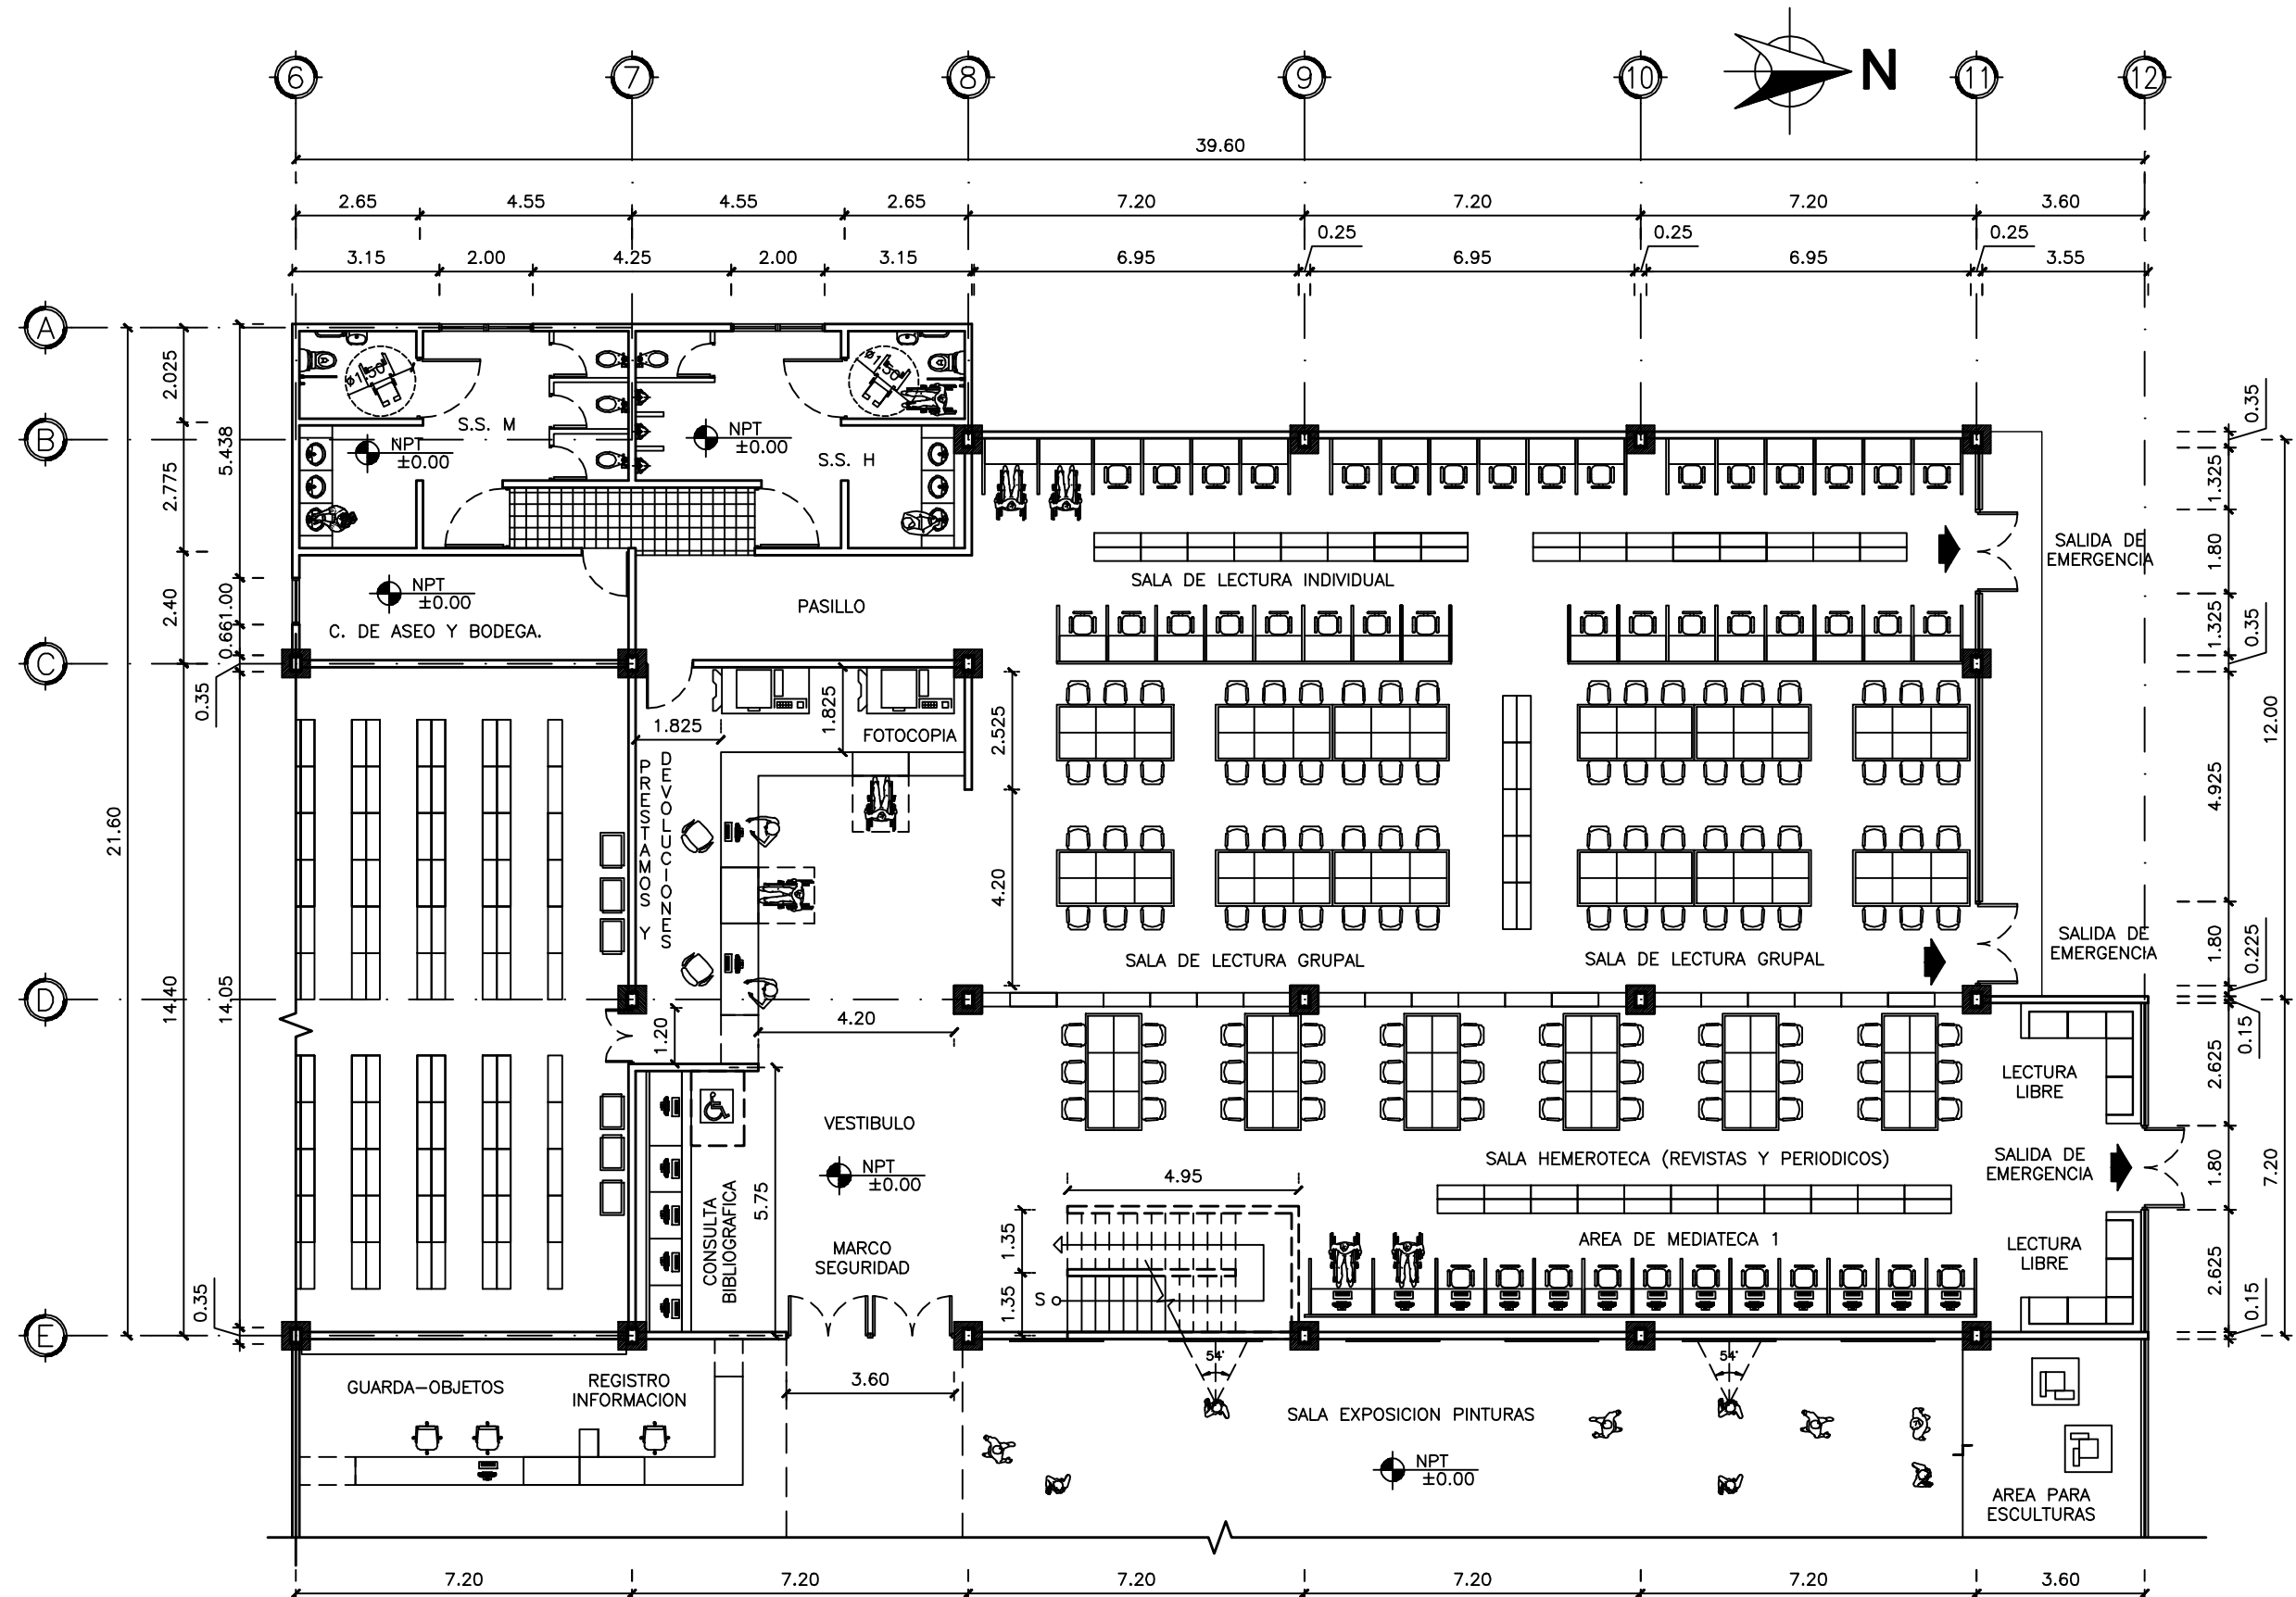 6 7 8 9 10 11 12
N
39.60
2.65 4.55 4.55 2.65 7.20 7.20 7.20 3.60
0.25 0.25 0.25
3.15 2.00 4.25 2.00 3.15 6.95 6.95 6.95 3.55
A
B
C
D
E
21.60
2.025
2.775
2.40
14.40
5.438
1.00
0.66
0.35
14.05
0.35
ø1.50
ø1.50
S.S. M
NPT
±0.00
NPT
±0.00
S.S. H
NPT
±0.00
C. DE ASEO Y BODEGA.
PASILLO
SALA DE LECTURA INDIVIDUAL
SALIDA DE
EMERGENCIA
0.35
1.325
1.80
1.325
0.35
4.925
1.80
0.225
0.15
2.625
1.80
2.625
0.15
12.00
7.20
1.825
1.825
FOTOCOPIA
PRESTAMOS Y
DEVOLUCIONES
2.525
4.20
SALA DE LECTURA GRUPAL
SALA DE LECTURA GRUPAL
SALIDA DE
EMERGENCIA
1.20
4.20
VESTIBULO
NPT
±0.00
CONSULTA
BIBLIOGRAFICA
5.75
MARCO
SEGURIDAD
4.95
1.35
1.35
S
SALA HEMEROTECA (REVISTAS Y PERIODICOS)
AREA DE MEDIATECA 1
LECTURA
LIBRE
SALIDA DE
EMERGENCIA
LECTURA
LIBRE
GUARDA-OBJETOS
REGISTRO
INFORMACION
3.60
54'
54'
SALA EXPOSICION PINTURAS
NPT
±0.00
AREA PARA
ESCULTURAS
7.20 7.20 7.20 7.20 7.20 3.60